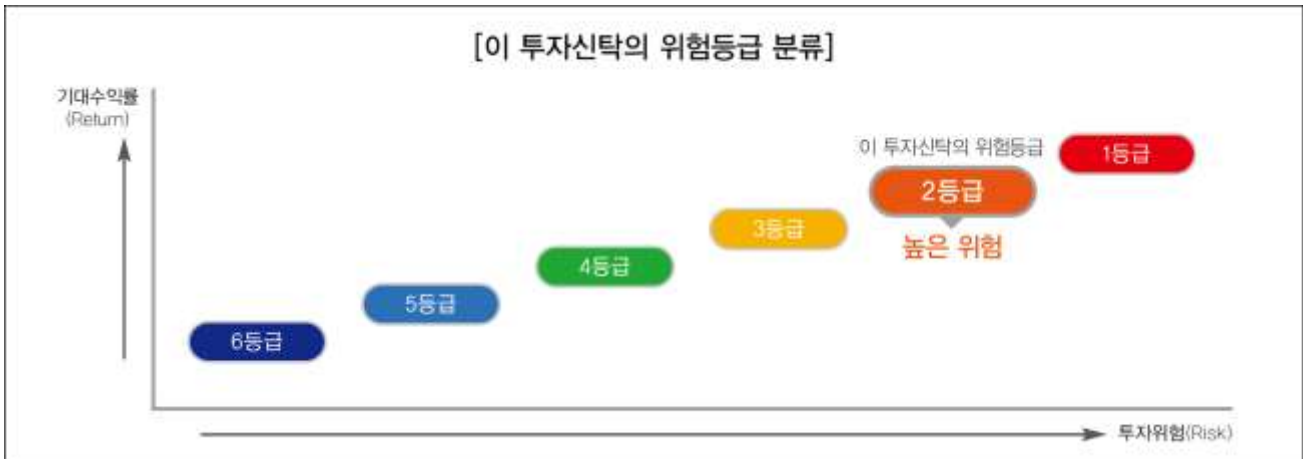 [이 투자신탁의 위험등급 분류]
기대수익률
(Return)
이 투자신탁의 위험등급
1등급
2등급
높은 위험
3등급
4등급
5등급
6등급
투자위험(Risk)